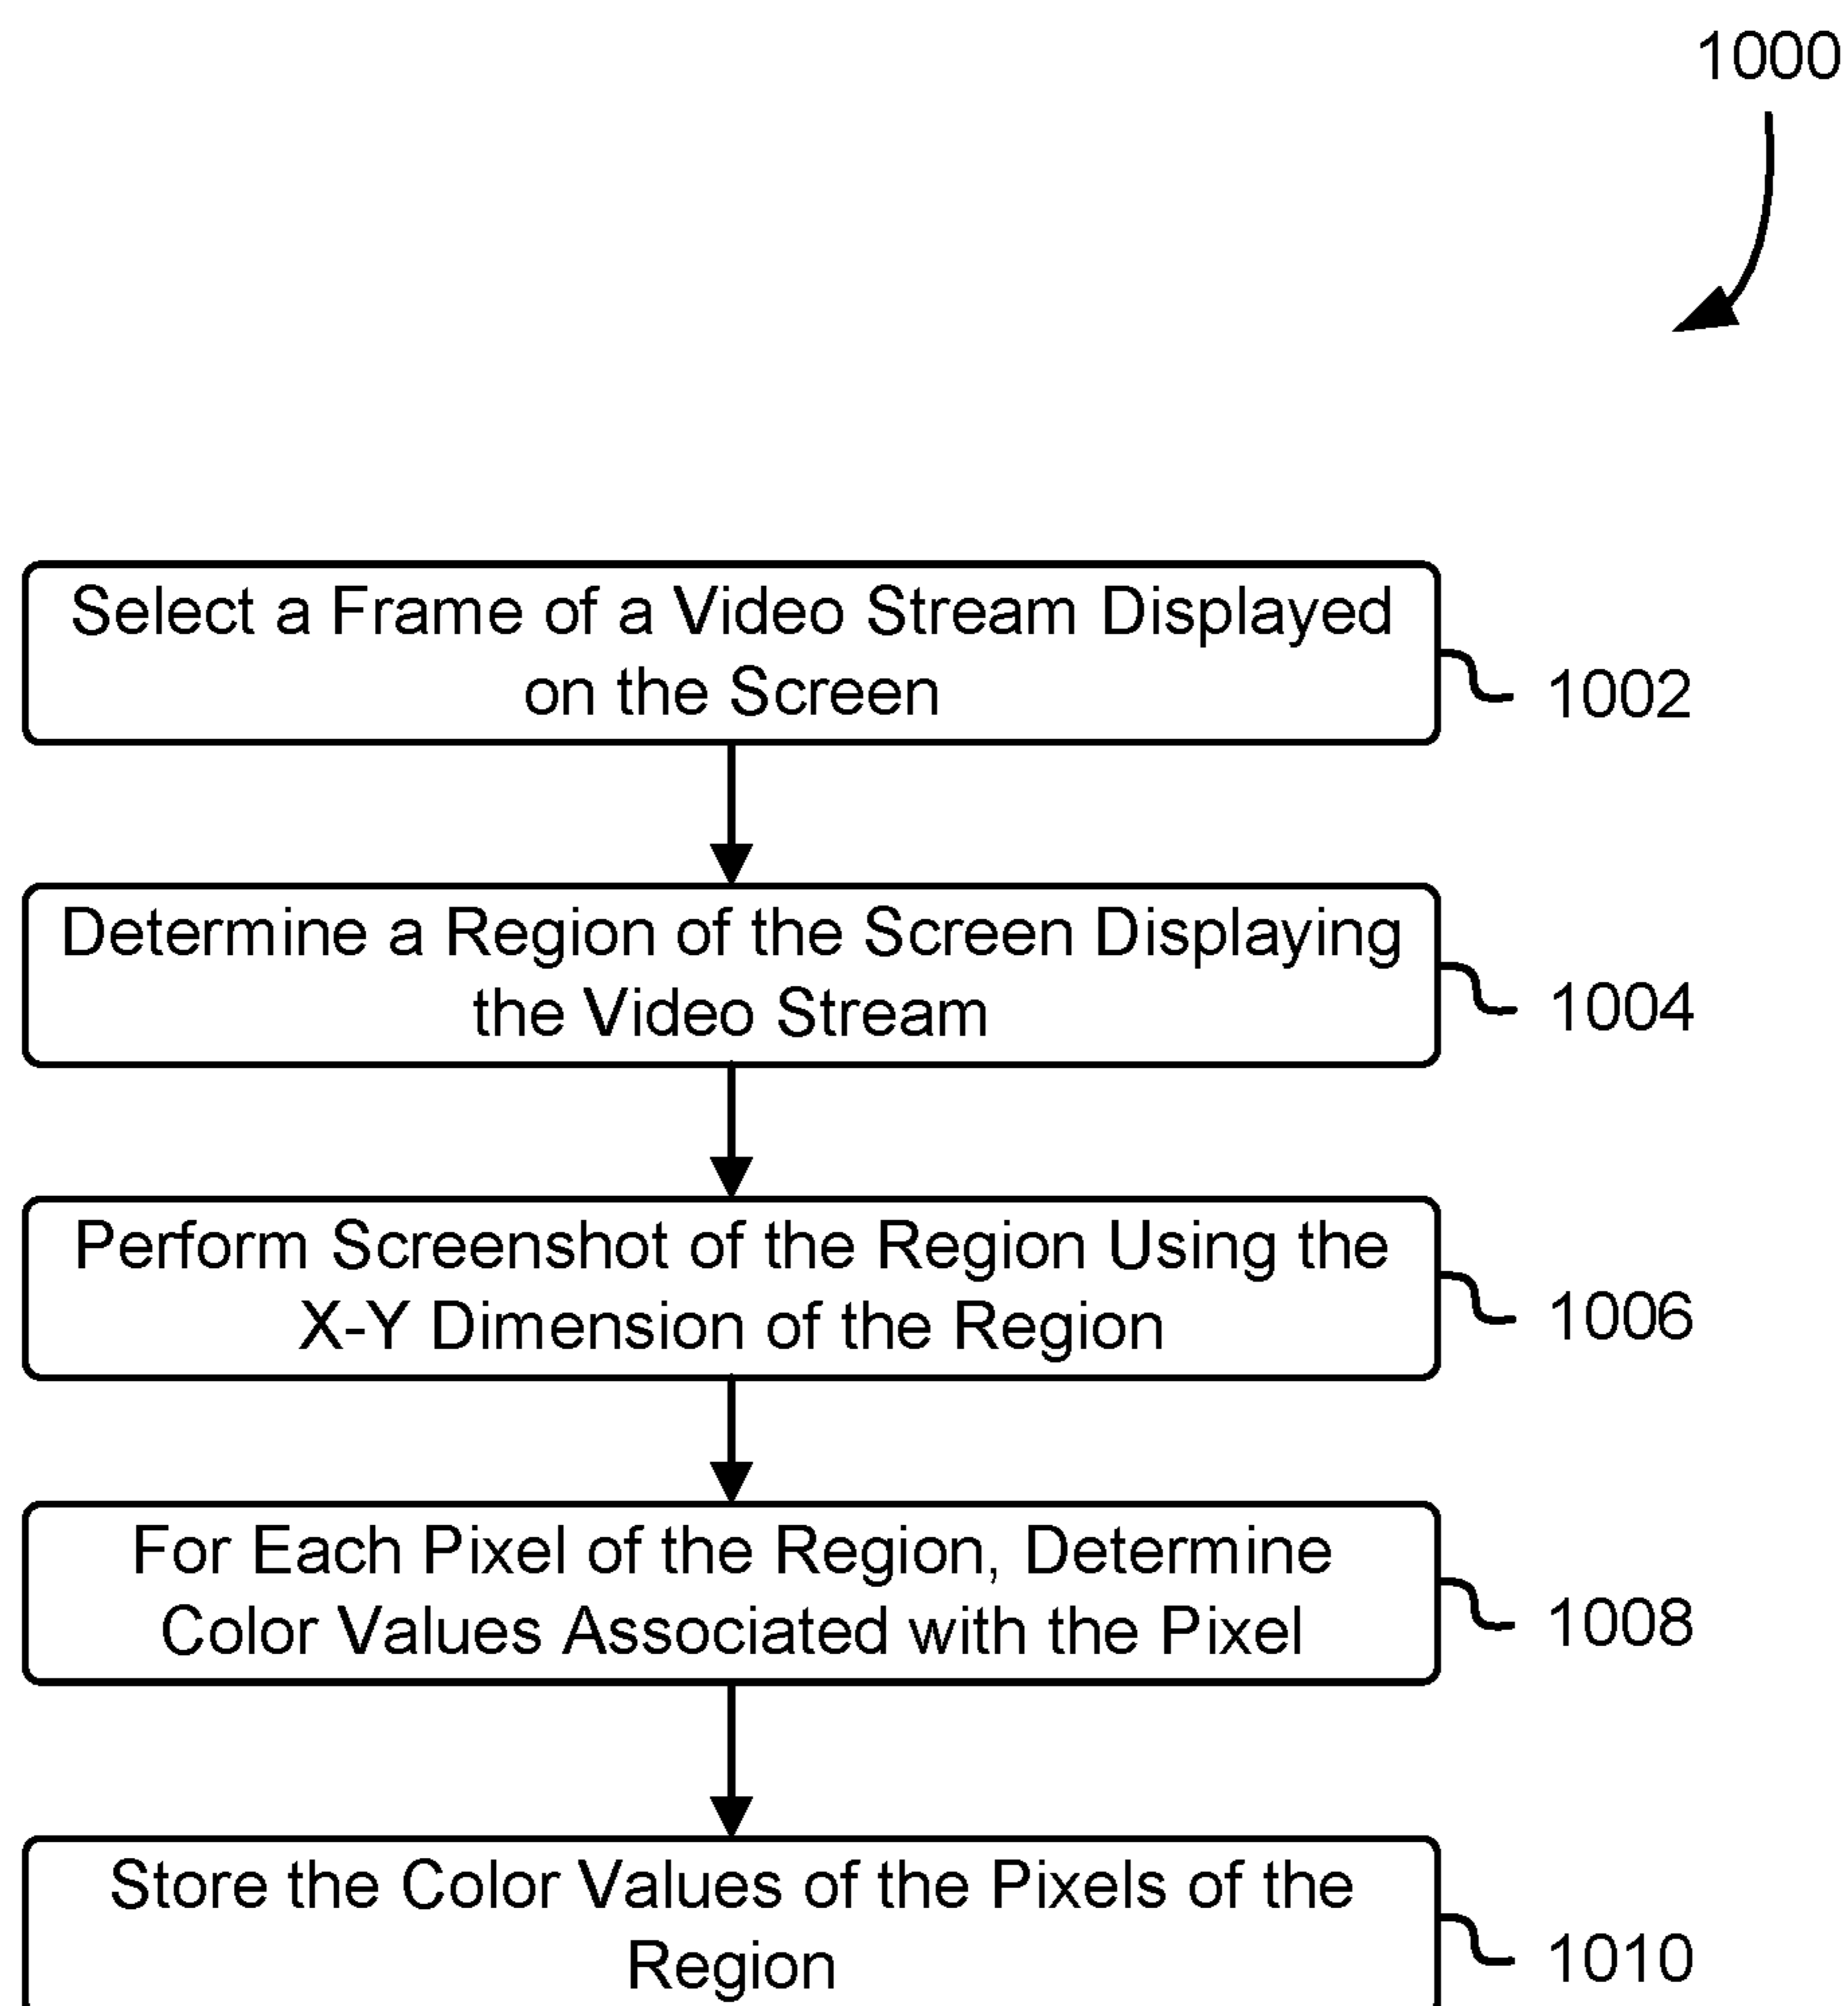 1000
Select a Frame of a Video Stream Displayed
on the Screen
1002
Determine a Region of the Screen Displaying
the Video Stream
1004
Perform Screenshot of the Region Using the
X-Y Dimension of the Region
1006
For Each Pixel of the Region, Determine
Color Values Associated with the Pixel
1008
Store the Color Values of the Pixels of the
Region
1010